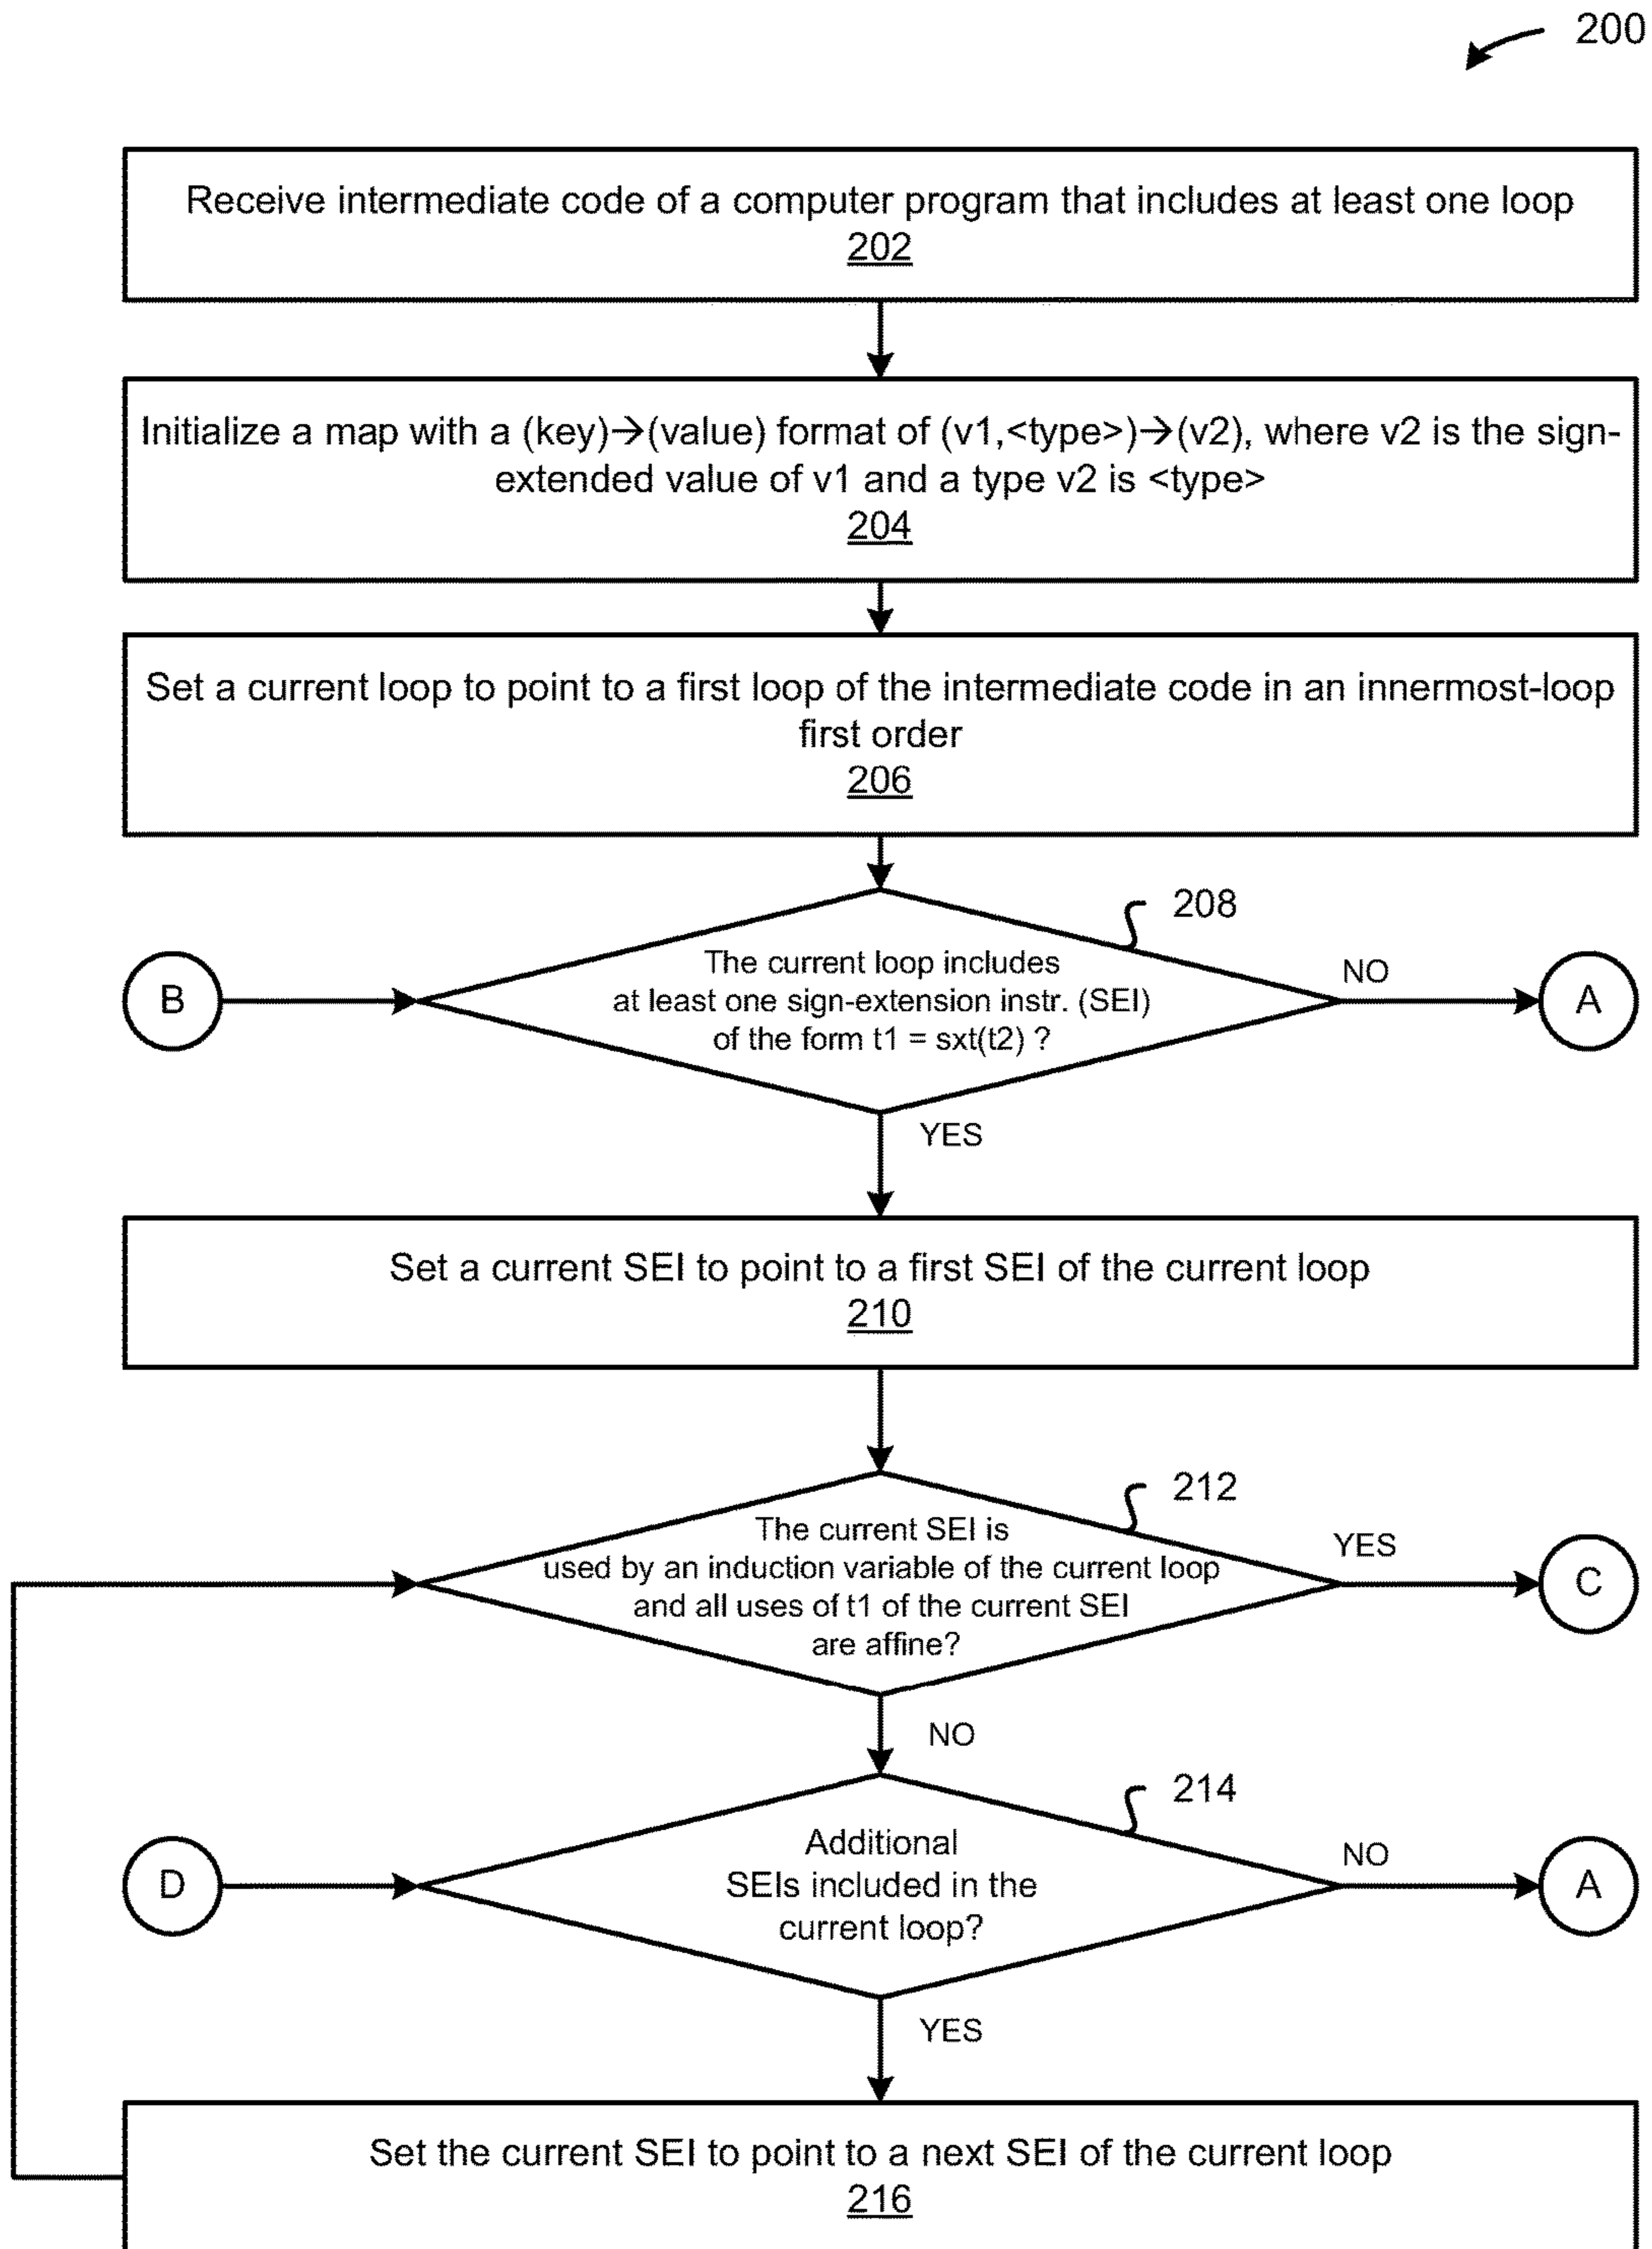 200
Receive intermediate code of a computer program that includes at least one loop
202
Initialize a map with a (key)→(value) format of (v1,<type>)→(v2), where v2 is the sign-
extended value of v1 and a type v2 is <type>
204
Set a current loop to point to a first loop of the intermediate code in an innermost-loop
first order
206
208
The current loop includes
at least one sign-extension instr. (SEI)
of the form t1 = sxt(t2) ?
B
NO
A
YES
Set a current SEI to point to a first SEI of the current loop
210
212
The current SEI is
used by an induction variable of the current loop
and all uses of t1 of the current SEI
are affine?
YES
C
NO
214
Additional
SEIs included in the
current loop?
D
NO
A
YES
Set the current SEI to point to a next SEI of the current loop
216